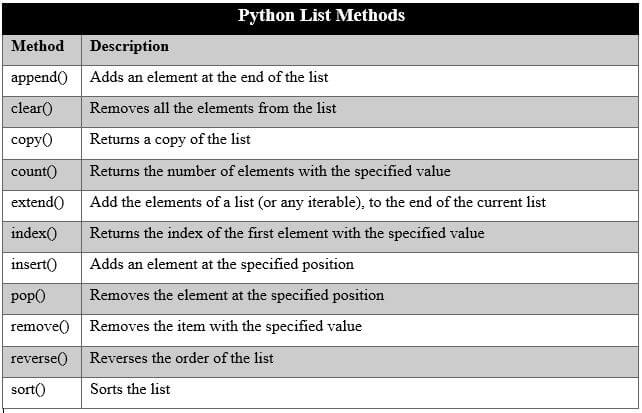 Python List Methods
Method Description
append() Adds an element at the end of the list
clear() Removes all the elements from the list
copy() Returns a copy of the list
count() Returns the number of elements with the specified value
extend() Add the elements of a list (or any iterable), to the end of the current list
index() Returns the index of the first element with the specified value
insert() Adds an element at the specified position
pop() Removes the element at the specified position
remove() Removes the item with the specified value
reverse() Reverses the order of the list
sort() Sorts the list